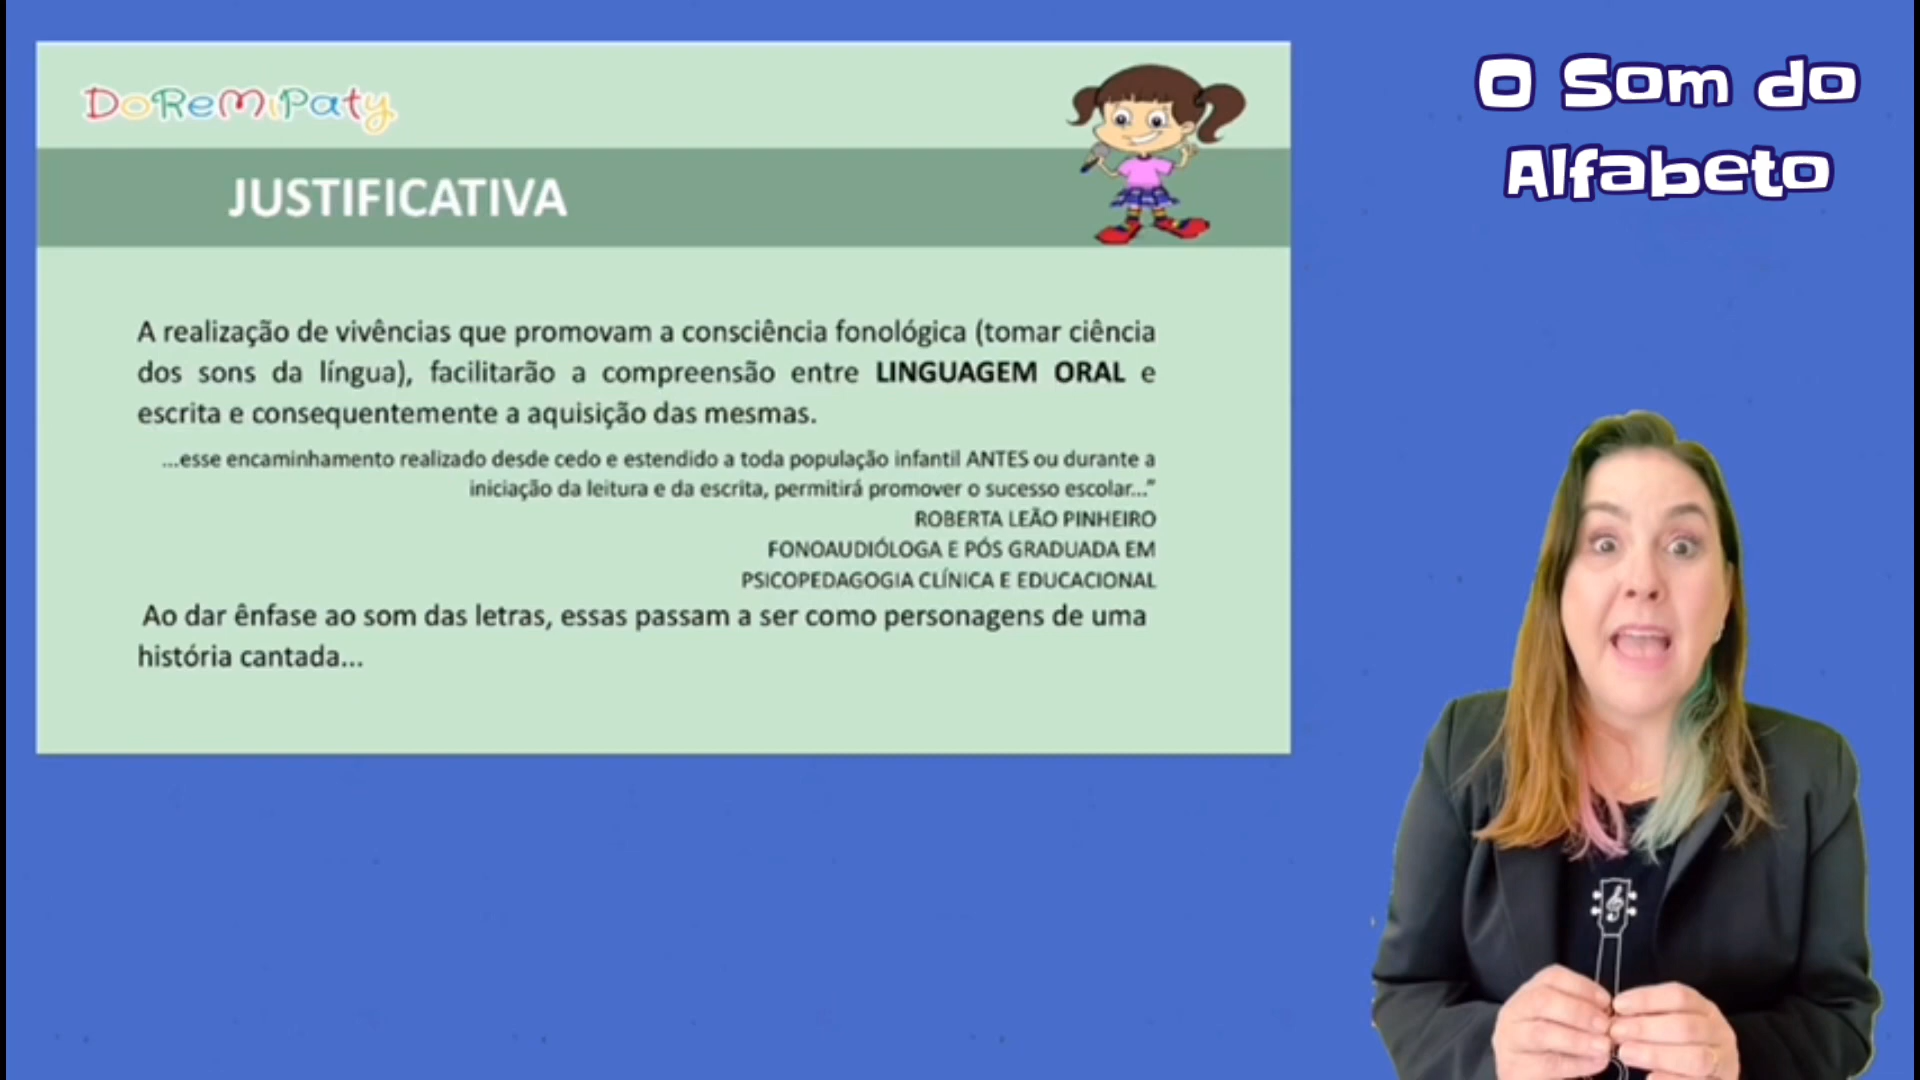 DoReMiPaty
O Som do
Alfabeto
JUSTIFICATIVA
A realização de vivências que promovam a consciência fonológica (tomar ciência
dos sons da língua), facilitarão a compreensão entre LINGUAGEM ORAL e
escrita e consequentemente a aquisição das mesmas.
...esse encaminhamento realizado desde cedo e estendido a toda população infantil ANTES ou durante a
iniciação da leitura e da escrita, permitirá promover o sucesso escolar..."
ROBERTA LEÃO PINHEIRO
FONOAUDIÓLOGA E PÓS GRADUADA EM
PSICOPEDAGOGIA CLÍNICA E EDUCACIONAL
Ao dar ênfase ao som das letras, essas passam a ser como personagens de uma
história cantada...